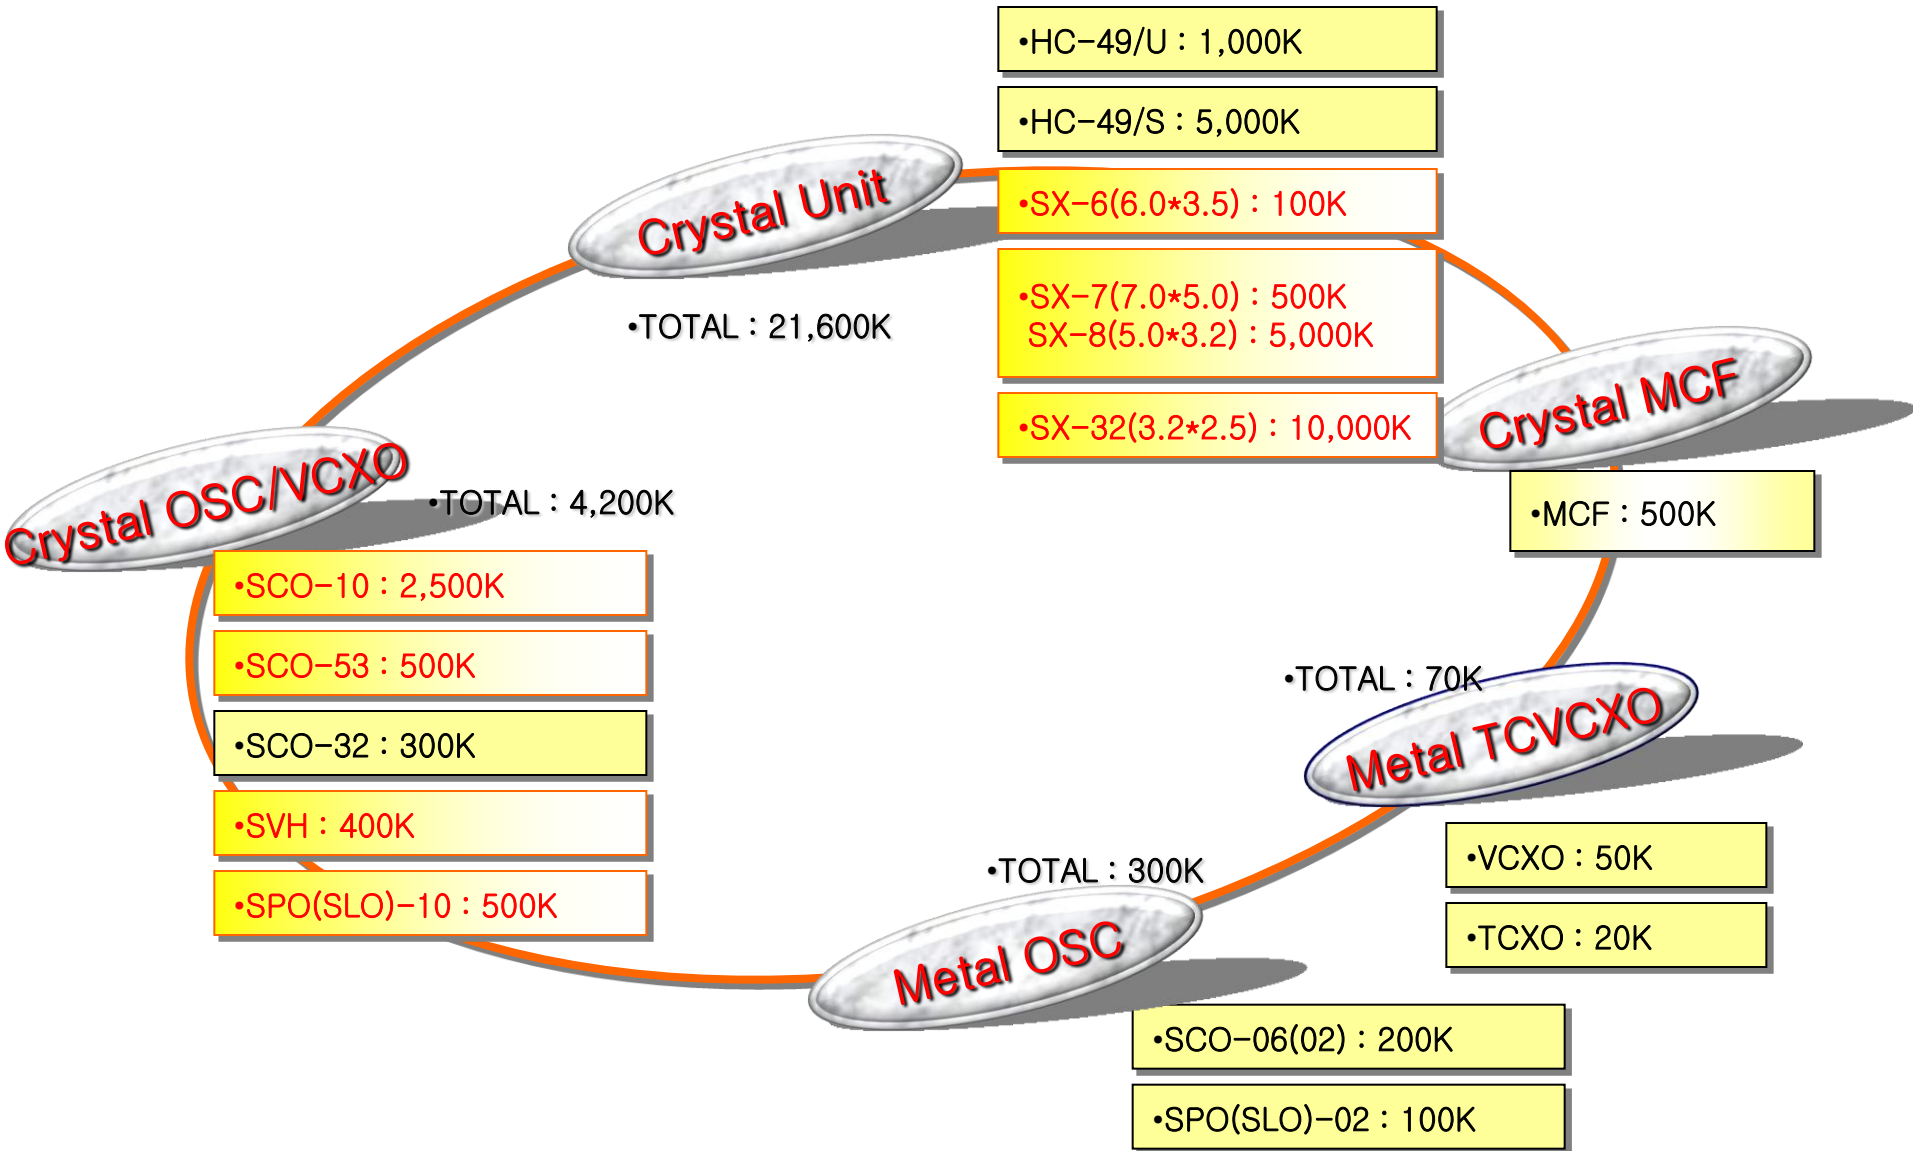 •HC-49/U : 1,000K
•HC-49/S : 5,000K
Crystal Unit
•SX-6(6.0*3.5) : 100K
•SX-7(7.0*5.0) : 500K
SX-8(5.0*3.2) : 5,000K
•TOTAL : 21,600K
•SX-32(3.2*2.5) : 10,000K
Crystal MCF
•MCF : 500K
Crystal OSC/VCXO
•TOTAL : 4,200K
•SCO-10 : 2,500K
•SCO-53 : 500K
•SCO-32 : 300K
•SVH : 400K
•SPO(SLO)-10 : 500K
•TOTAL : 70K
Metal TCVCXO
•VCXO : 50K
•TCXO : 20K
•TOTAL : 300K
Metal OSC
•SCO-06(02) : 200K
•SPO(SLO)-02 : 100K